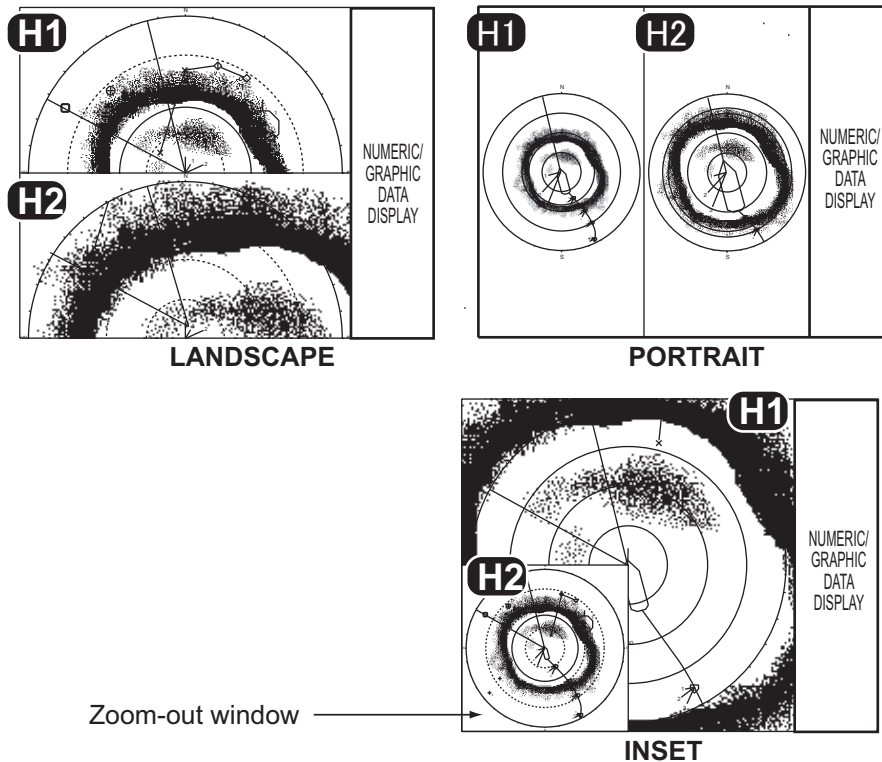 H1
N
H2
N
NUMERIC/
GRAPHIC
DATA
DISPLAY
LANDSCAPE
H1
H2
N
S
N
S
2
NUMERIC/
GRAPHIC
DATA
DISPLAY
PORTRAIT
H1
H2
NUMERIC/
GRAPHIC
DATA
DISPLAY
Zoom-out window
INSET